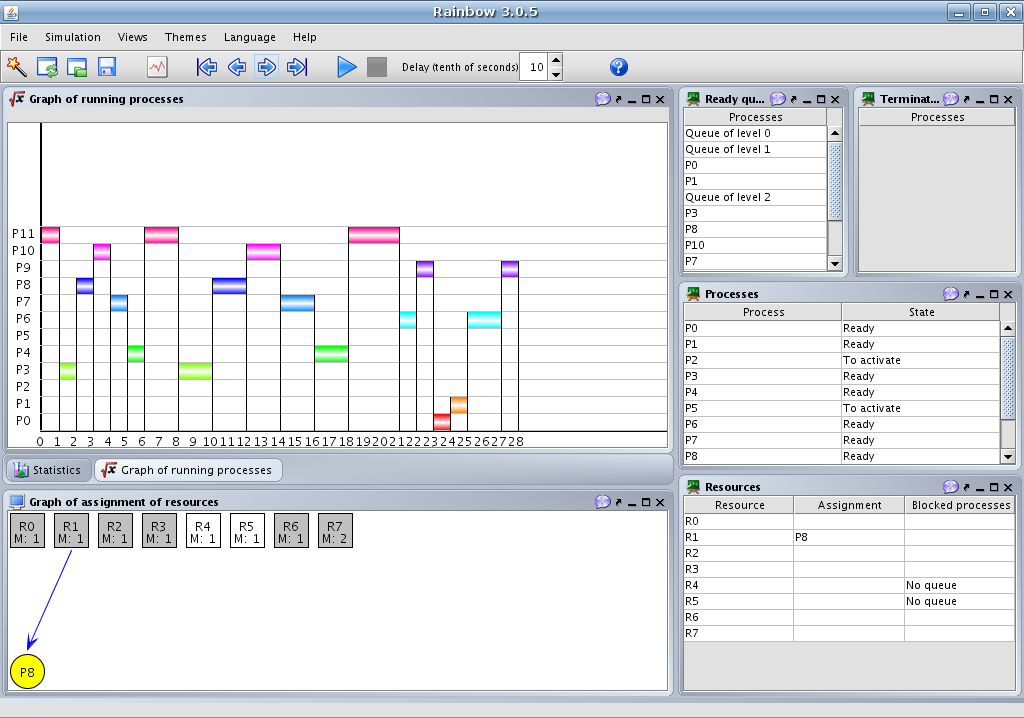 Rainbow 3.0.5
File Simulation Views Themes Language Help
Delay (tenth of seconds) 10
Graph of running processes
P11
P10
P9
P8
P7
P6
P5
P4
P3
P2
P1
P0
0 1 2 3 4 5 6 7 8 9 10 11 12 13 14 15 16 17 18 19 20 21 22 23 24 25 26 27 28
Statistics Graph of running processes
Graph of assignment of resources
R0 R1 R2 R3 R4 R5 R6 R7
M: 1 M: 1 M: 1 M: 1 M: 1 M: 1 M: 1 M: 2
P8
Ready qu...
Processes
Queue of level 0
Queue of level 1
P0
P1
Queue of level 2
P3
P8
P10
P7
Terminat...
Processes
Processes
Process State
P0 Ready
P1 Ready
P2 To activate
P3 Ready
P4 Ready
P5 To activate
P6 Ready
P7 Ready
P8 Ready
Resources
Resource Assignment Blocked processes
R0
R1 P8
R2
R3
R4 No queue
R5 No queue
R6
R7